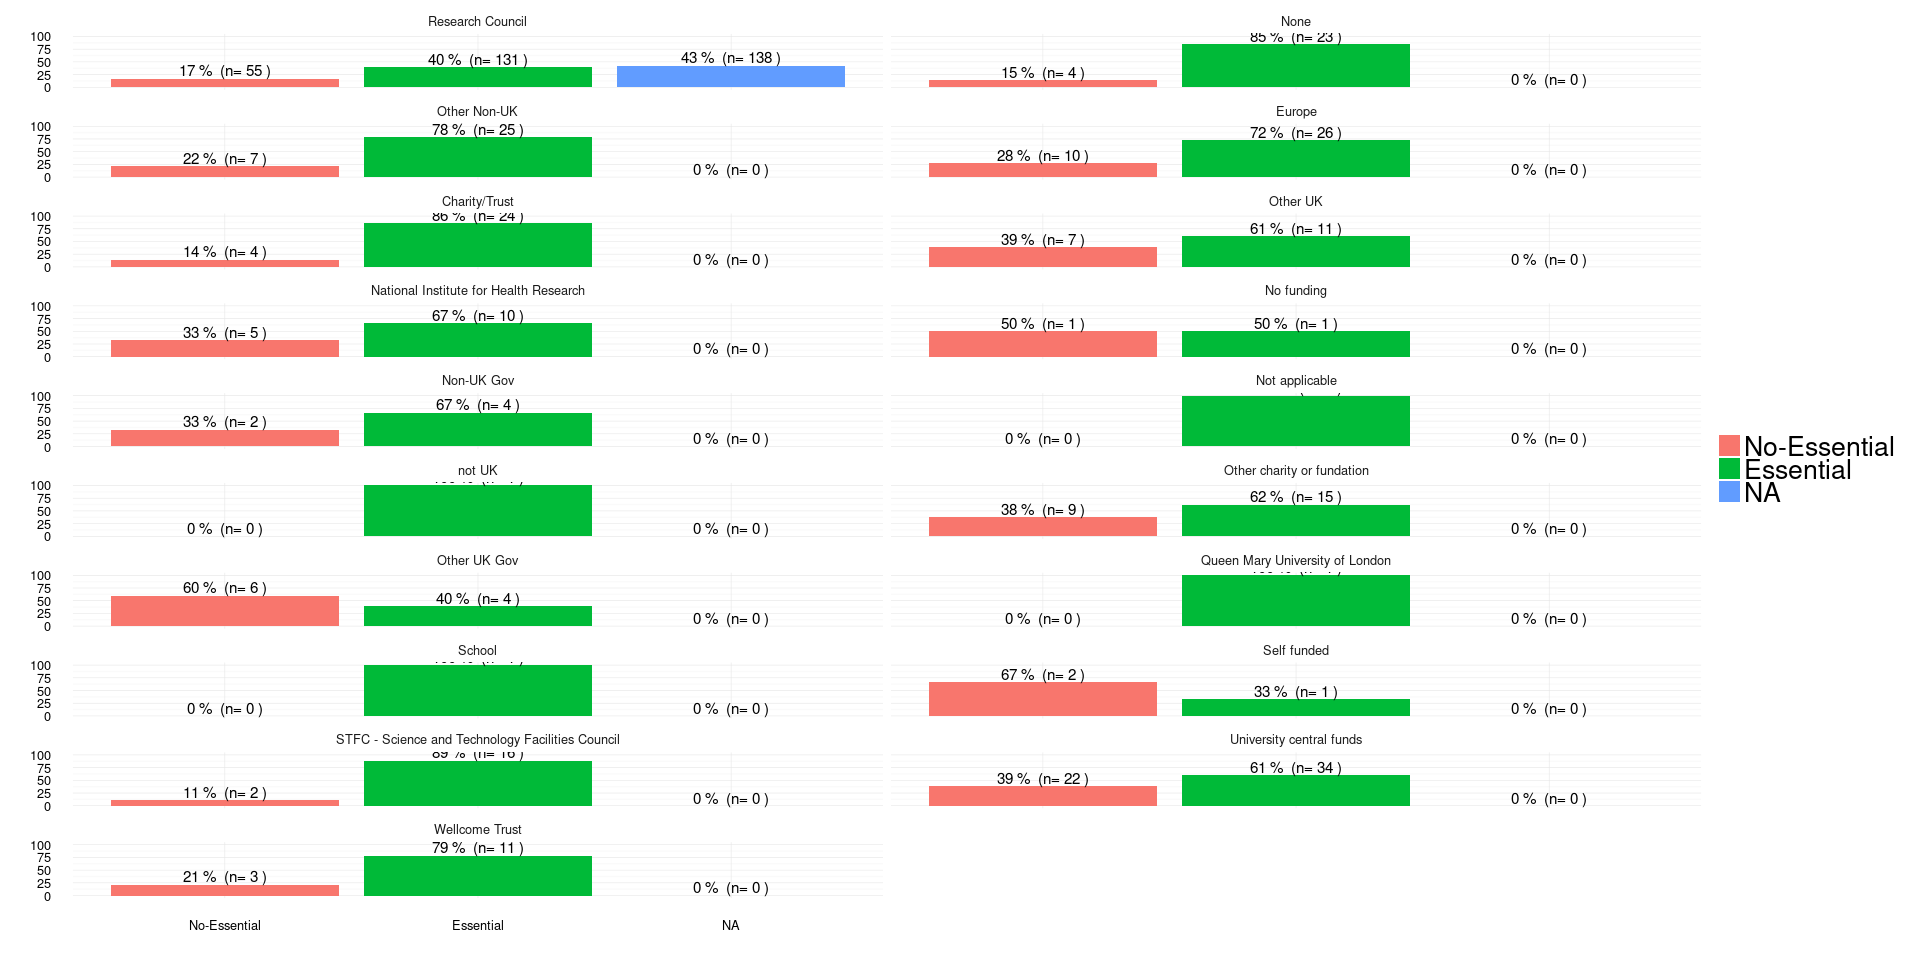 Research Council
100
75
50
25
0
17 % (n= 55 )
40 % (n= 131 )
43 % (n= 138 )
None
15 % (n= 4 )
85 % (n= 23 )
0 % (n= 0 )
Other Non-UK
100
75
50
25
0
22 % (n= 7 )
78 % (n= 25 )
0 % (n= 0 )
Europe
28 % (n= 10 )
72 % (n= 26 )
0 % (n= 0 )
Charity/Trust
100
75
50
25
0
14 % (n= 4 )
86 % (n= 24 )
0 % (n= 0 )
Other UK
39 % (n= 7 )
61 % (n= 11 )
0 % (n= 0 )
National Institute for Health Research
100
75
50
25
0
33 % (n= 5 )
67 % (n= 10 )
0 % (n= 0 )
No funding
50 % (n= 1 )
50 % (n= 1 )
0 % (n= 0 )
Non-UK Gov
100
75
50
25
0
33 % (n= 2 )
67 % (n= 4 )
0 % (n= 0 )
Not applicable
0 % (n= 0 )
0 % (n= 0 )
not UK
100
75
50
25
0
0 % (n= 0 )
0 % (n= 0 )
Other charity or fundation
38 % (n= 9 )
62 % (n= 15 )
0 % (n= 0 )
Other UK Gov
100
75
50
25
0
60 % (n= 6 )
40 % (n= 4 )
0 % (n= 0 )
Queen Mary University of London
0 % (n= 0 )
0 % (n= 0 )
School
100
75
50
25
0
0 % (n= 0 )
0 % (n= 0 )
Self funded
67 % (n= 2 )
33 % (n= 1 )
0 % (n= 0 )
STFC - Science and Technology Facilities Council
100
75
50
25
0
11 % (n= 2 )
89 % (n= 16 )
0 % (n= 0 )
University central funds
39 % (n= 22 )
61 % (n= 34 )
0 % (n= 0 )
Wellcome Trust
100
75
50
25
0
21 % (n= 3 )
79 % (n= 11 )
0 % (n= 0 )
No-Essential
Essential
NA
No-Essential
Essential
NA